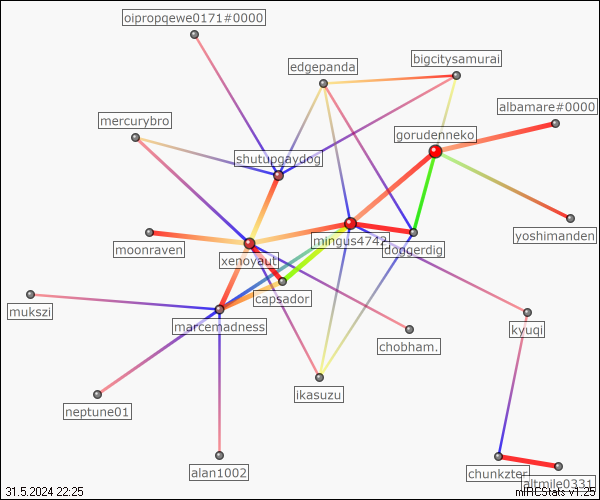 oipropqewe0171#0000
edgepanda
bigcitysamurai
albamare#0000
mercurybro
gorudenneko
shutupgaydog
moonraven
xenoyaut
mingus4742
doggerdig
yoshimanden
capsador
mukszi
marcemadness
chobham.
kyuqi
ikasuzu
neptune01
alan1002
chunkzter
altmile0331
31.5.2024 22:25
mIRCStats v1.25